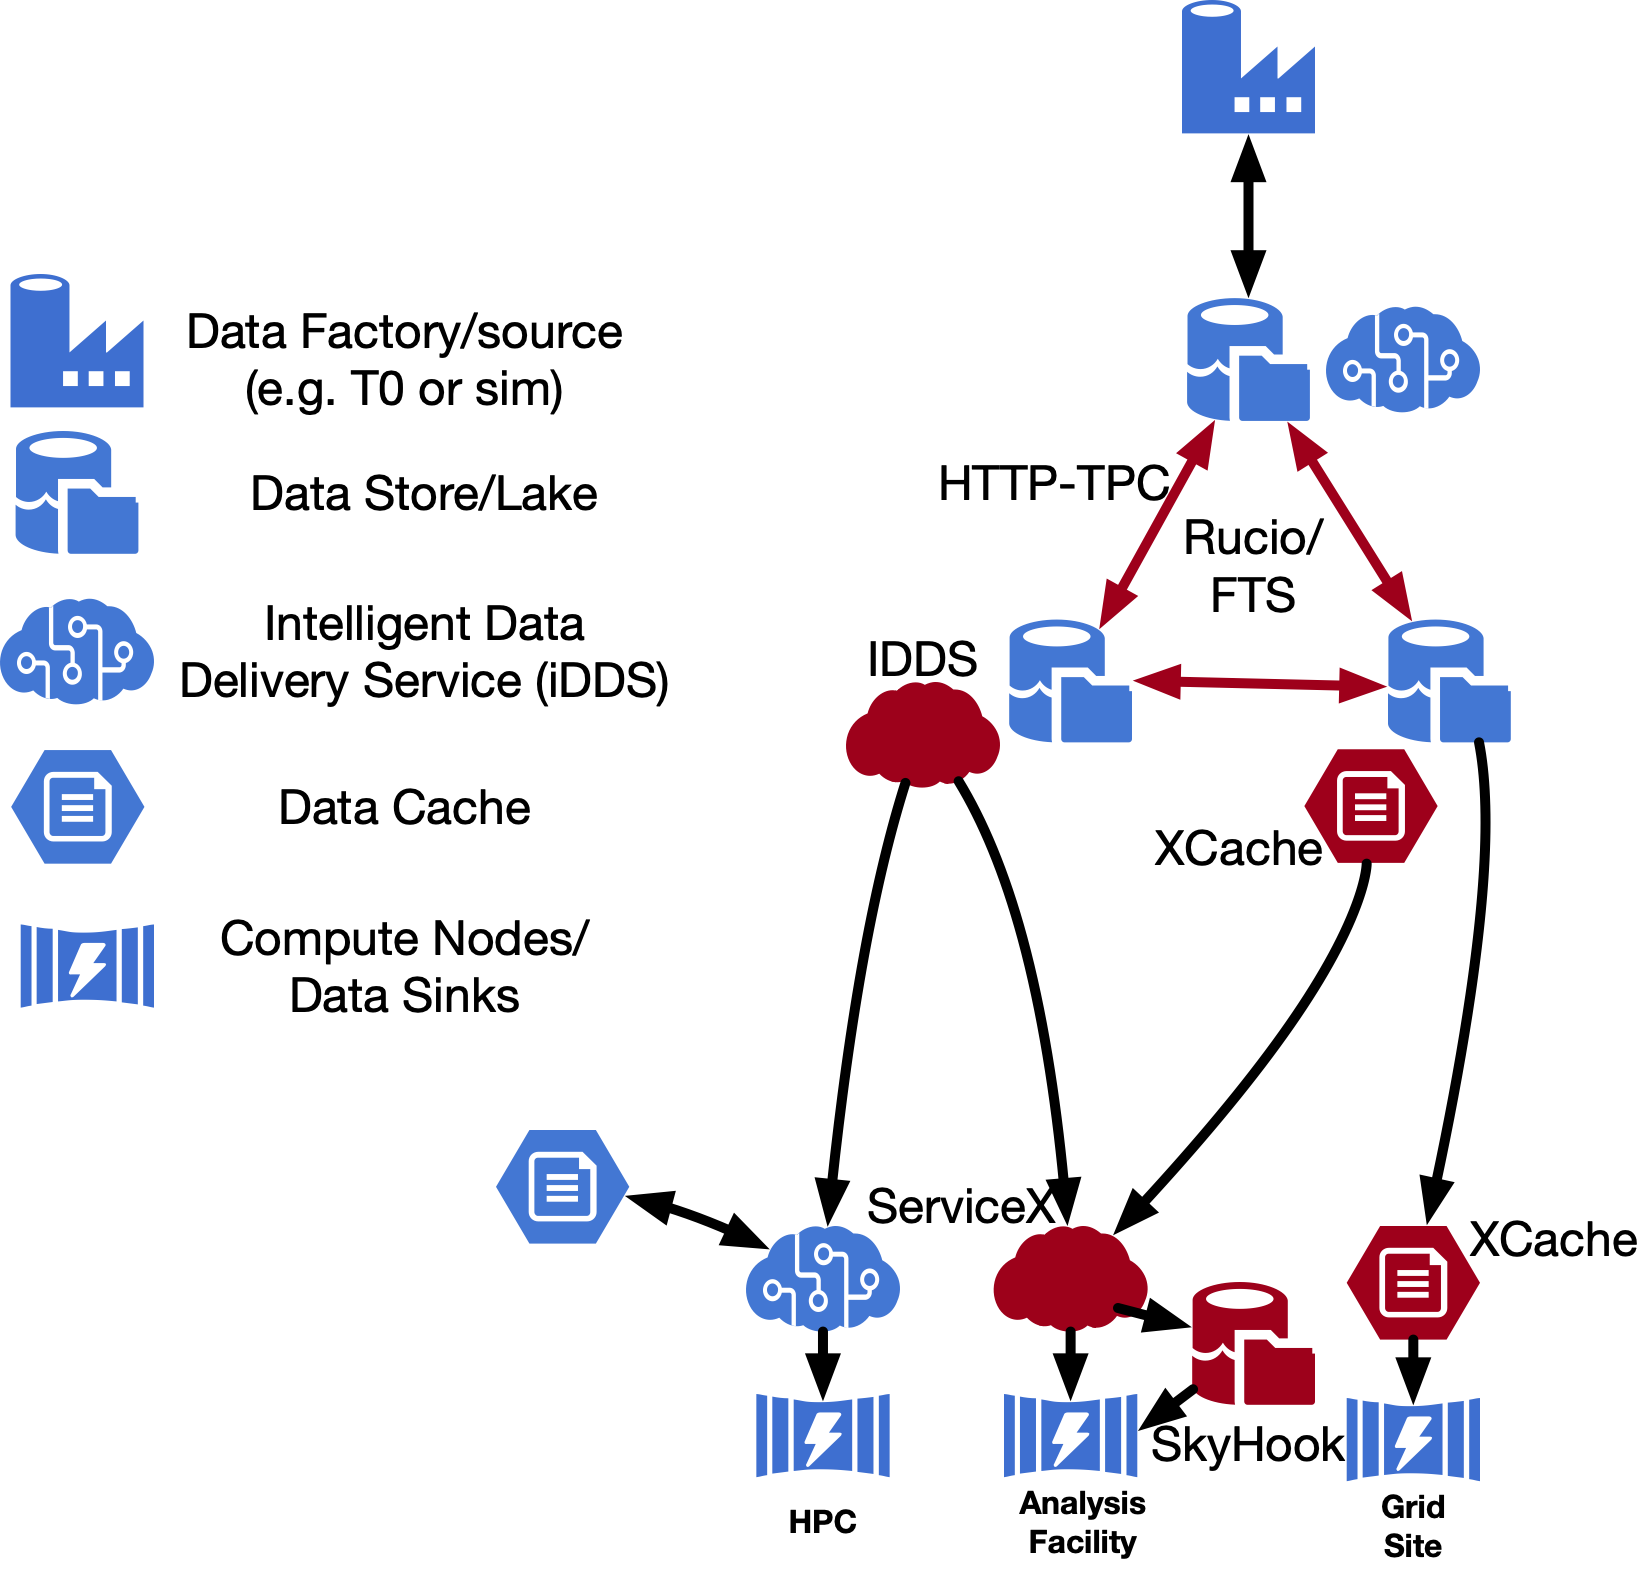 Data Factory/source
(e.g. T0 or sim)
Data Store/Lake
Intelligent Data
Delivery Service (iDDS)
Data Cache
Compute Nodes/
Data Sinks
HTTP-TPC
Rucio/
FTS
IDDS
XCache
ServiceX
XCache
SkyHook
HPC
Analysis
Facility
Grid
Site